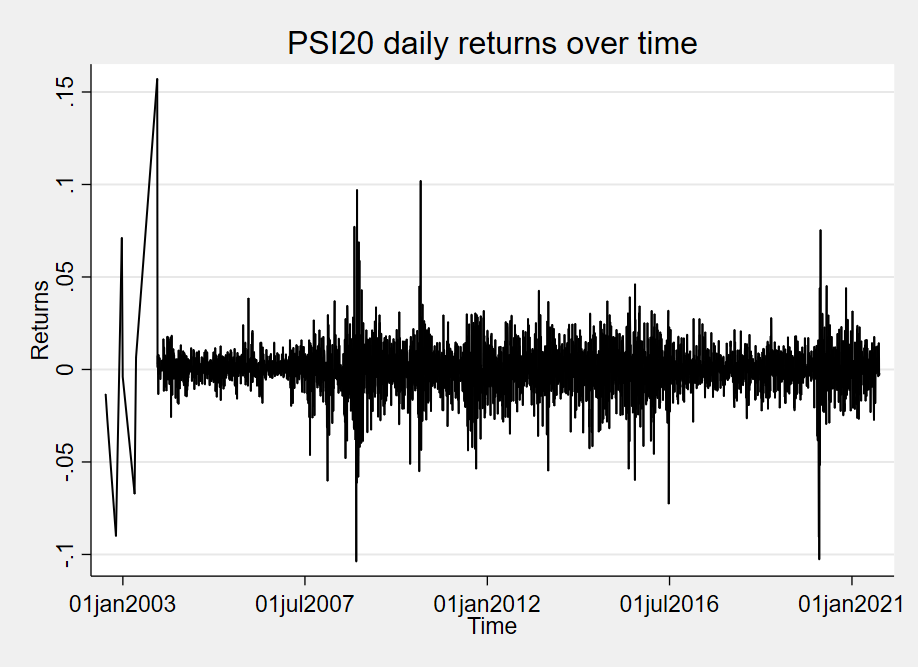 PSI20 daily returns over time
Returns
.15
.1
.05
0
-.05
-.1
01jan2003 01jul2007 01jan2012 01jul2016 01jan2021
Time